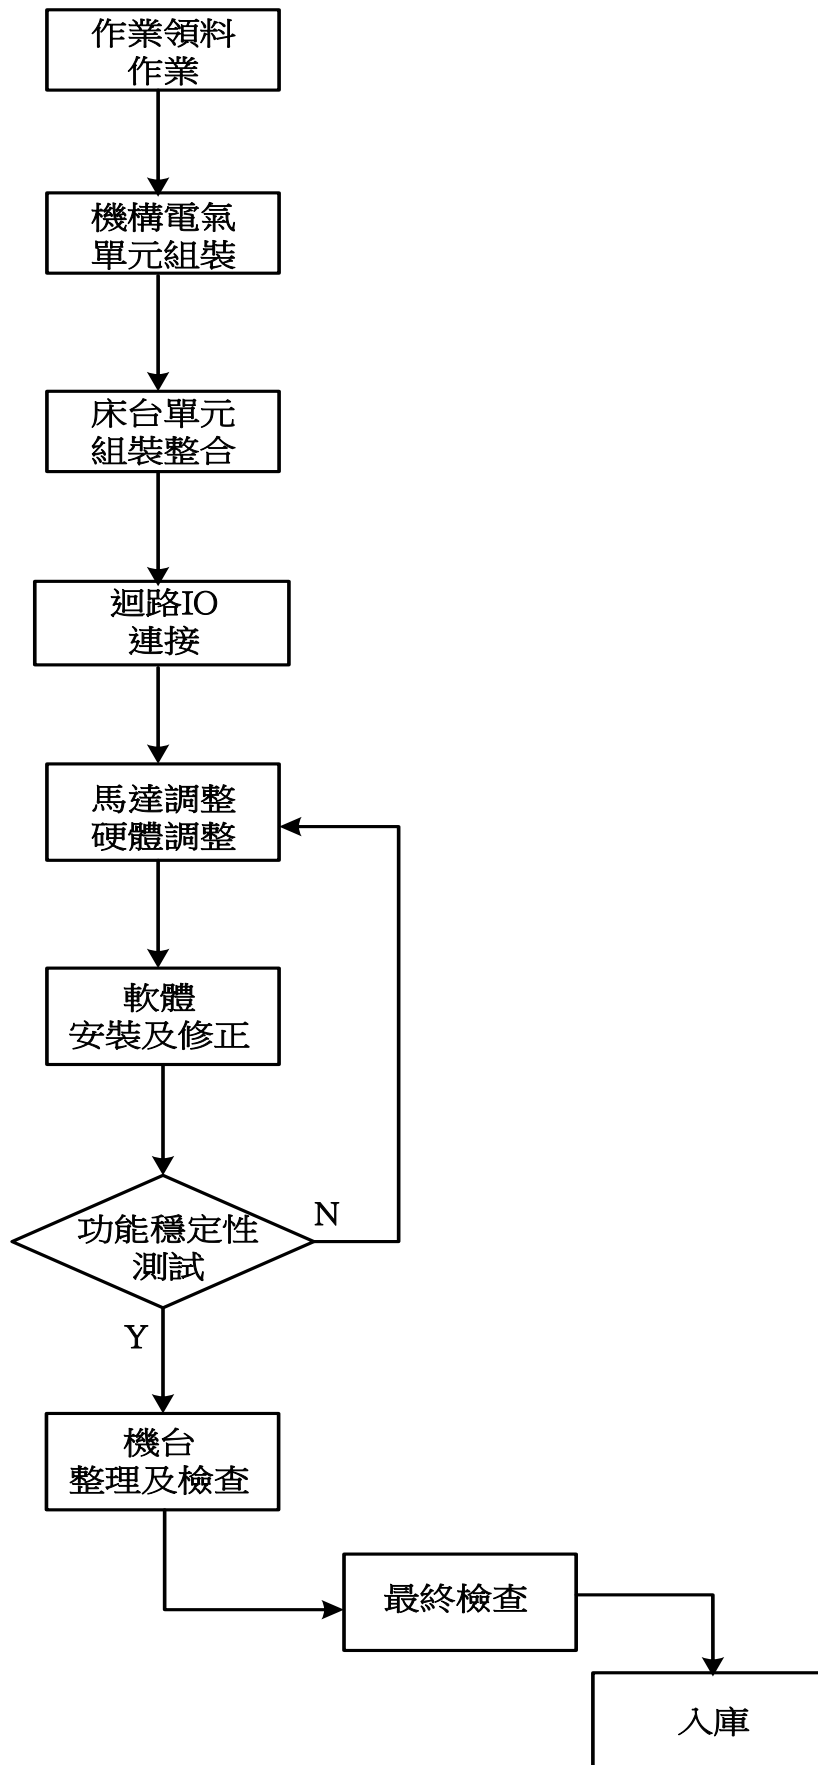 作業領料
作業
機構電氣
單元組裝
床台單元
組裝整合
迴路IO
連接
馬達調整
硬體調整
軟體
安裝及修正
功能穩定性
測試
N
Y
機台
整理及檢查
最終檢查
入庫